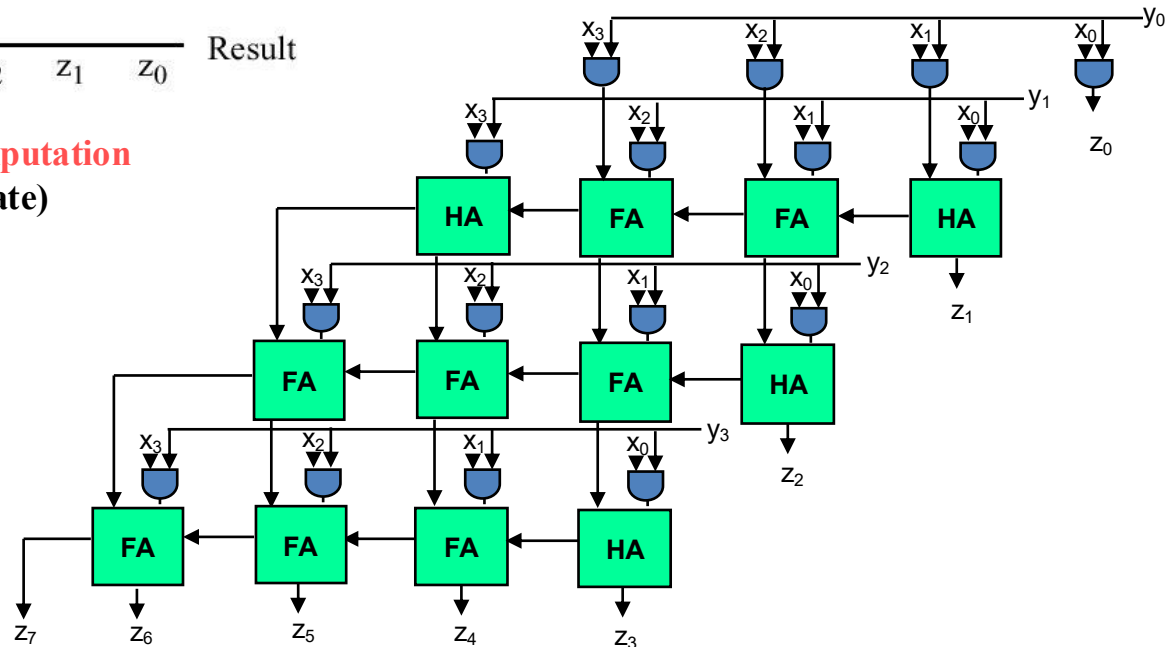 y₀
x₃ x₂ x₁ x₀
Result
z₁ z₀
y₁
x₃ x₂ x₁ x₀
z₀
ate)
HA FA FA HA
y₂
x₃ x₂ x₁ x₀
z₁
FA FA FA HA
y₃
x₃ x₂ x₁ x₀
z₂
FA FA FA HA
z₇ z₆ z₅ z₄ z₃